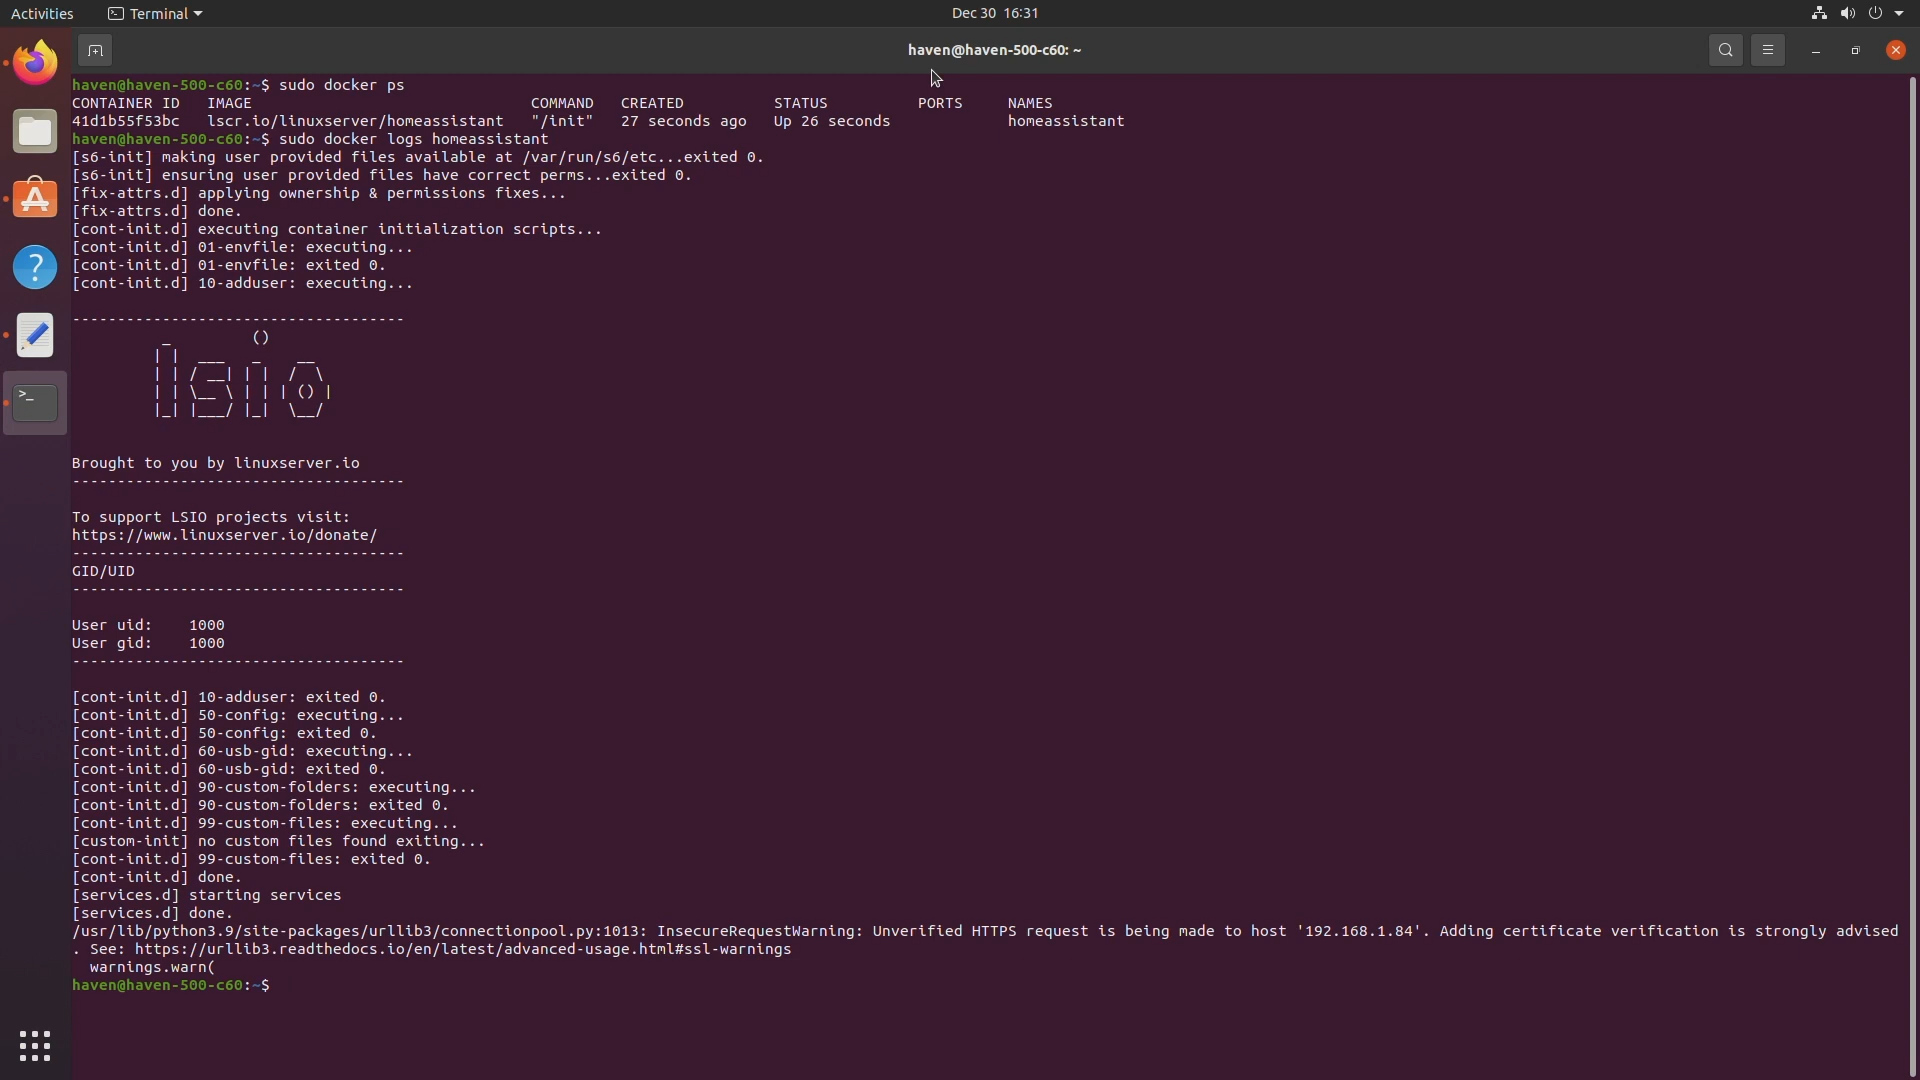 Activities Terminal Dec 30 16:31
haven@haven-500-c60: ~
haven@haven-500-c60:~$ sudo docker ps
CONTAINER ID   IMAGE                               COMMAND   CREATED          STATUS          PORTS     NAMES
41d1b55f53bc   lscr.io/linuxserver/homeassistant   "/init"   27 seconds ago   Up 26 seconds             homeassistant
haven@haven-500-c60:~$ sudo docker logs homeassistant
[s6-init] making user provided files available at /var/run/s6/etc...exited 0.
[s6-init] ensuring user provided files have correct perms...exited 0.
[fix-attrs.d] applying ownership & permissions fixes...
[fix-attrs.d] done.
[cont-init.d] executing container initialization scripts...
[cont-init.d] 01-envfile: executing...
[cont-init.d] 01-envfile: exited 0.
[cont-init.d] 10-adduser: executing...
-------------------------------------
          _         ()
         | |  ___   _    __
         | | / __| | |  /  \
         | | \__ \ | | | () |
         |_| |___/ |_|  \__/
Brought to you by linuxserver.io
-------------------------------------
To support LSIO projects visit:
https://www.linuxserver.io/donate/
-------------------------------------
GID/UID
-------------------------------------
User uid:    1000
User gid:    1000
-------------------------------------
[cont-init.d] 10-adduser: exited 0.
[cont-init.d] 50-config: executing...
[cont-init.d] 50-config: exited 0.
[cont-init.d] 60-usb-gid: executing...
[cont-init.d] 60-usb-gid: exited 0.
[cont-init.d] 90-custom-folders: executing...
[cont-init.d] 90-custom-folders: exited 0.
[cont-init.d] 99-custom-files: executing...
[custom-init] no custom files found exiting...
[cont-init.d] 99-custom-files: exited 0.
[cont-init.d] done.
[services.d] starting services
[services.d] done.
/usr/lib/python3.9/site-packages/urllib3/connectionpool.py:1013: InsecureRequestWarning: Unverified HTTPS request is being made to host '192.168.1.84'. Adding certificate verification is strongly advised
. See: https://urllib3.readthedocs.io/en/latest/advanced-usage.html#ssl-warnings
  warnings.warn(
haven@haven-500-c60:~$